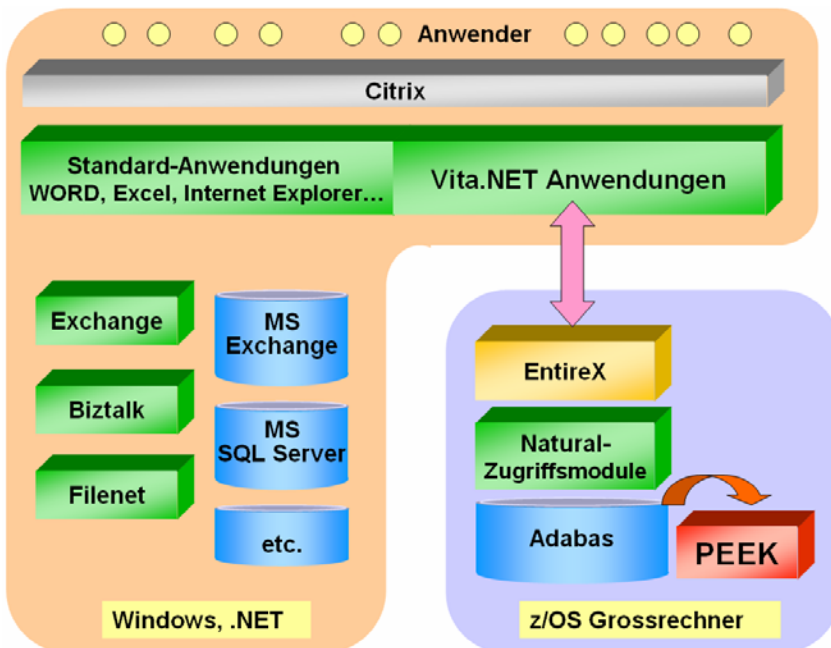 Anwender
Citrix
Standard-Anwendungen
WORD, Excel, Internet Explorer…
Vita.NET Anwendungen
Exchange
Biztalk
Filenet
MS
Exchange
MS
SQL Server
etc.
Windows, .NET
EntireX
Natural-
Zugriffsmodule
Adabas
PEEK
z/OS Grossrechner